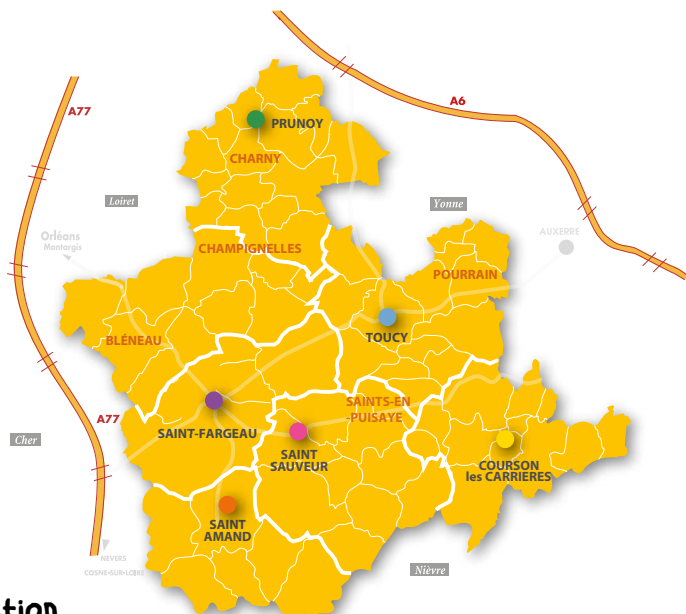 A6
A77
PRUNOY
CHARNY
Loiret
Yonne
Orléans
Montargis
AUXERRE
CHAMPIGNELLES
POURRAIN
BLÉNEAU
TOUCY
SAINTS-EN
-PUISAYE
A77
SAINT-FARGEAU
Cher
SAINT
SAUVEUR
COURSON
les CARRIERES
SAINT
AMAND
NEVERS
COSNE-SUR-LOIRE
Nièvre
tion